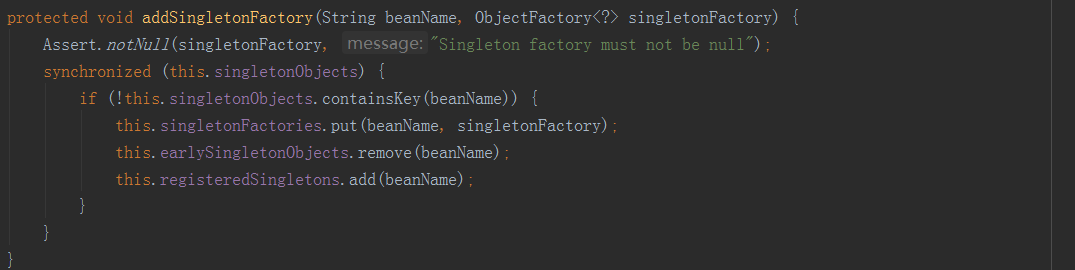 protected void addSingletonFactory(String beanName, ObjectFactory<?> singletonFactory) {
    Assert.notNull(singletonFactory, message: "Singleton factory must not be null");
    synchronized (this.singletonObjects) {
        if (!this.singletonObjects.containsKey(beanName)) {
            this.singletonFactories.put(beanName, singletonFactory);
            this.earlySingletonObjects.remove(beanName);
            this.registeredSingletons.add(beanName);
        }
    }
}